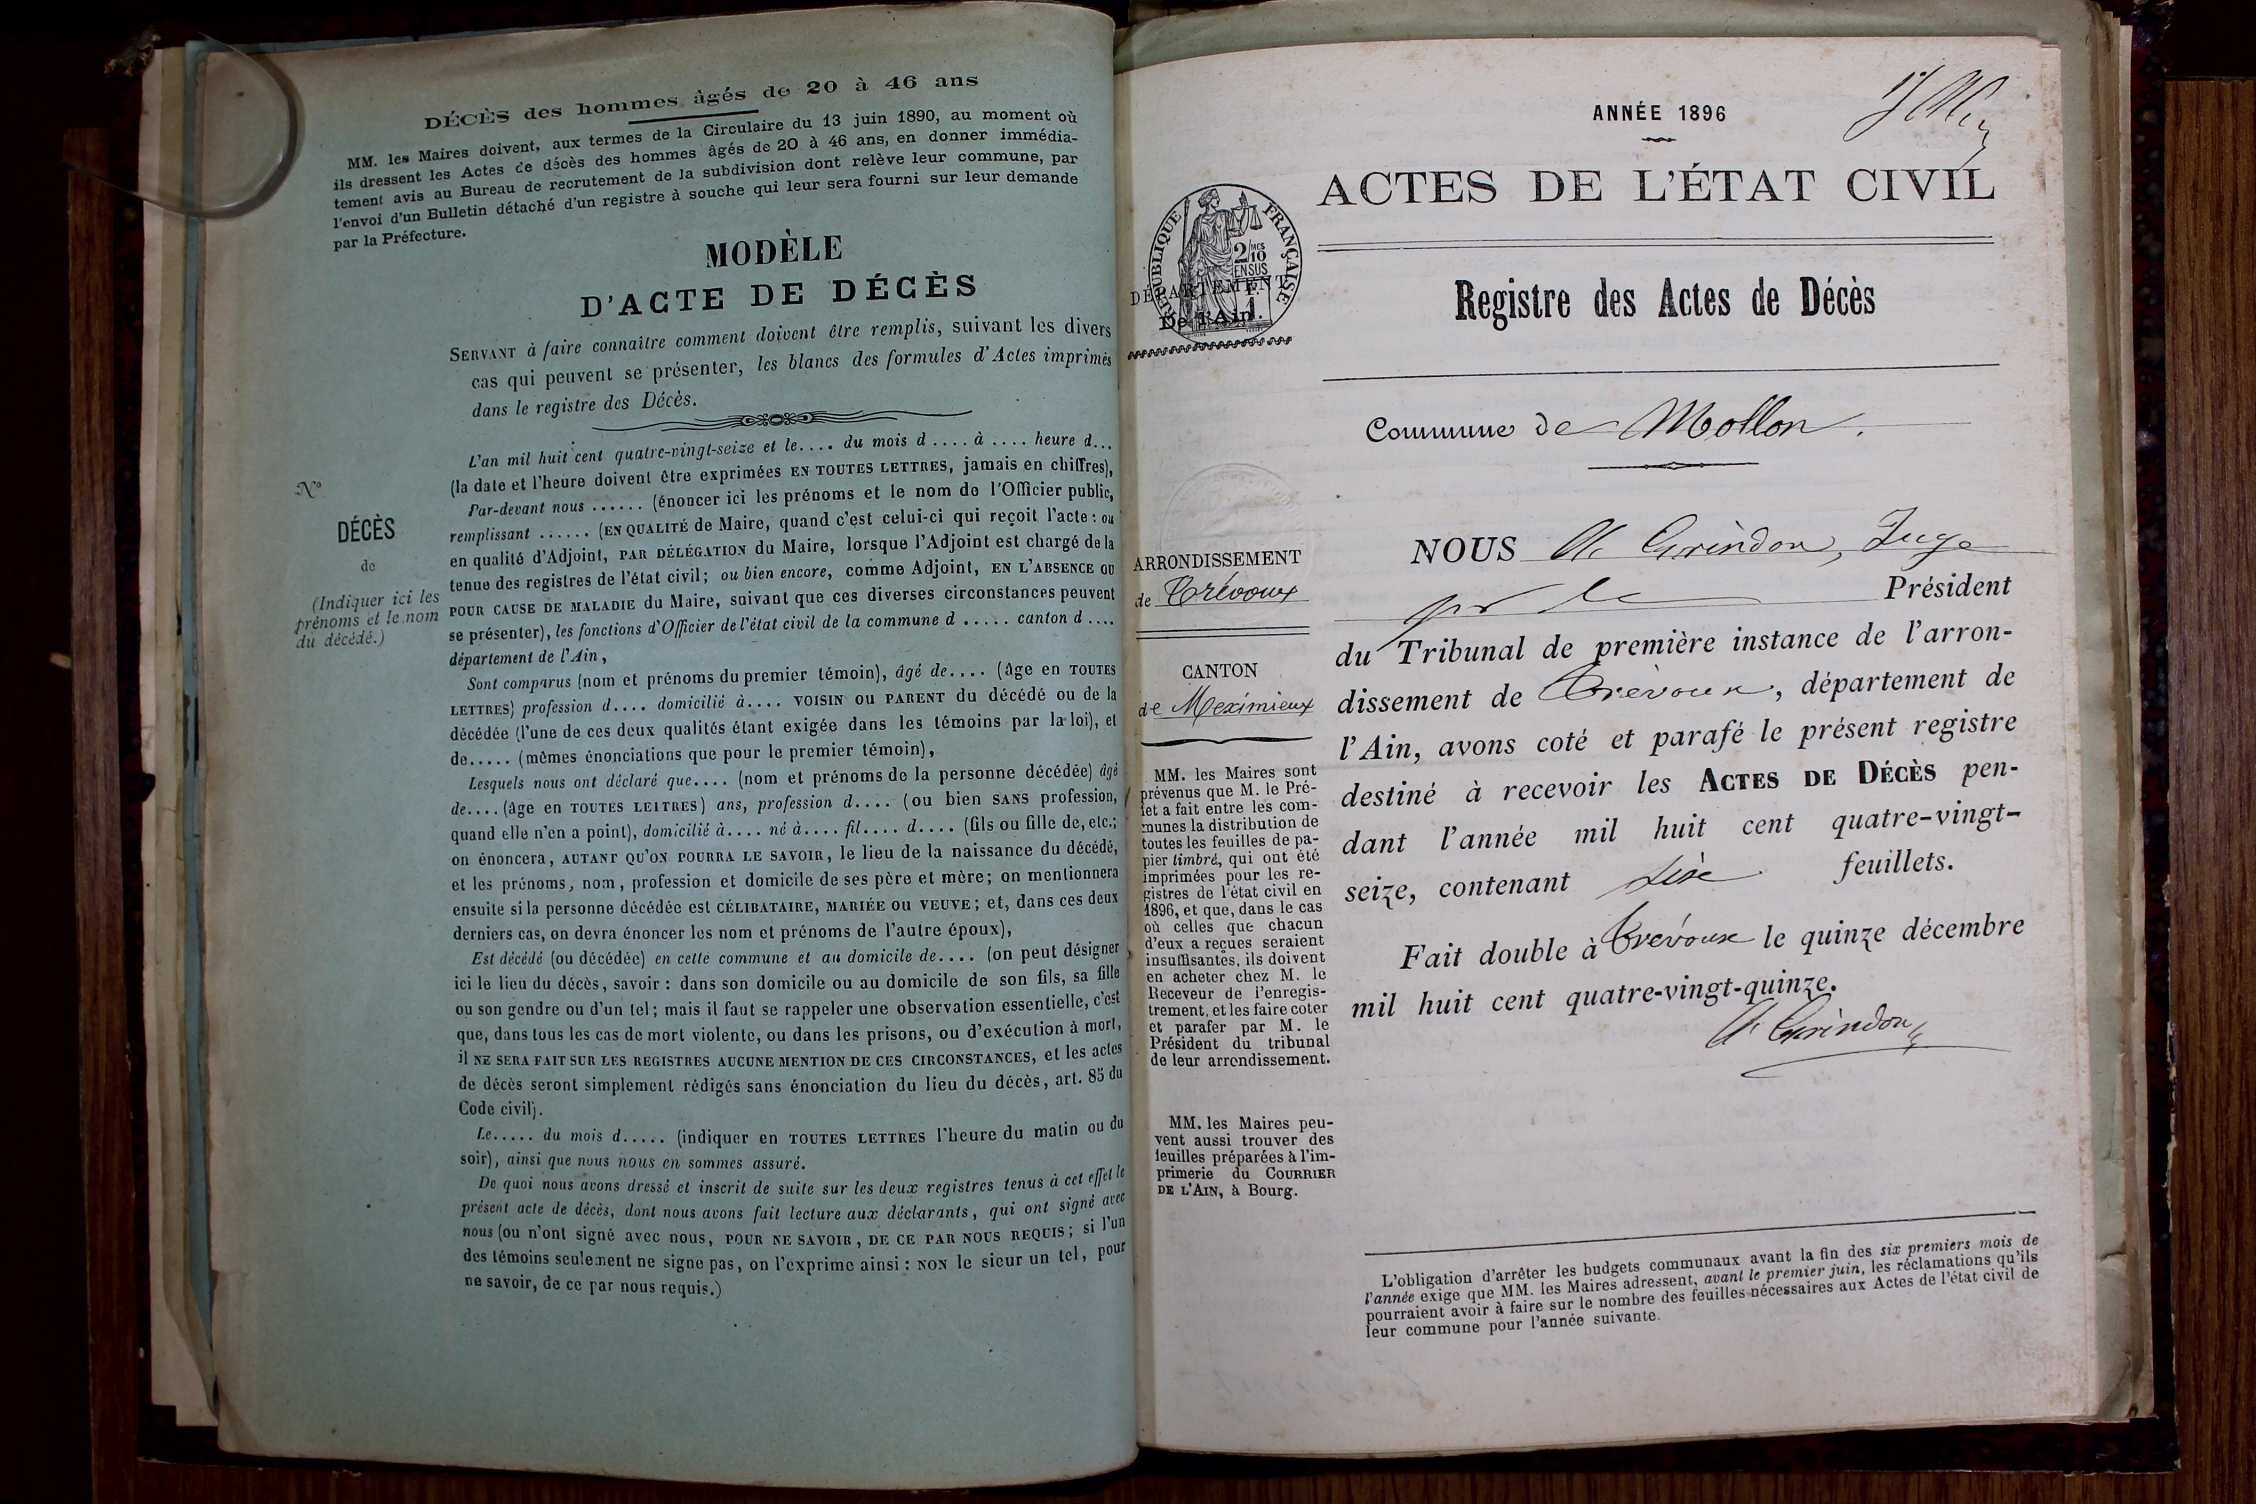 DÉCÈS des hommes âgés de 20 à 46 ans
MM. les Maires doivent, aux termes de la Circulaire du 13 juin 1890, au moment où
ils dressent les Actes de décès des hommes âgés de 20 à 46 ans, en donner immédia-
tement avis au Bureau de recrutement de la subdivision dont relève leur commune, par
l'envoi d'un Bulletin détaché d'un registre à souche qui leur sera fourni sur leur demande
par la Préfecture.
MODÈLE
D'ACTE DE DÉCÈS
SERVANT à faire connaître comment doivent être remplis, suivant les divers
cas qui peuvent se présenter, les blancs des formules d'Actes imprimés
dans le registre des Décès.
L'an mil huit cent quatre-vingt-seize et le.... du mois d .... à .... heure d...
(la date et l'heure doivent être exprimées EN TOUTES LETTRES, jamais en chiffres),
Par-devant nous ...... (énoncer ici les prénoms et le nom de l'Officier public,
remplissant ...... (EN QUALITÉ de Maire, quand c'est celui-ci qui reçoit l'acte : ou
en qualité d'Adjoint, PAR DÉLÉGATION du Maire, lorsque l'Adjoint est chargé de la
tenue des registres de l'état civil; ou bien encore, comme Adjoint, EN L'ABSENCE OU
POUR CAUSE DE MALADIE du Maire, suivant que ces diverses circonstances peuvent
se présenter), les fonctions d'Officier de l'état civil de la commune d ..... canton d ....
département de l'Ain,
Sont comparus (nom et prénoms du premier témoin), âgé de.... (âge en TOUTES
LETTRES) profession d.... domicilié à.... VOISIN OU PARENT du décédé ou de la
décédée (l'une de ces deux qualités étant exigée dans les témoins par la loi), et
de..... (mêmes énonciations que pour le premier témoin),
Lesquels nous ont déclaré que.... (nom et prénoms de la personne décédée) âgé
de.... (âge en TOUTES LETTRES) ans, profession d.... (ou bien SANS profession,
quand elle n'en a point), domicilié à.... né à.... fil.... d.... (fils ou fille de, etc.;
on énoncera, AUTANT QU'ON POURRA LE SAVOIR, le lieu de la naissance du décédé,
et les prénoms, nom, profession et domicile de ses père et mère; on mentionnera
ensuite si la personne décédée est CÉLIBATAIRE, MARIÉE OU VEUVE; et, dans ces deux
derniers cas, on devra énoncer les nom et prénoms de l'autre époux),
Est décédé (ou décédée) en cette commune et au domicile de.... (on peut désigner
ici le lieu du décès, savoir : dans son domicile ou au domicile de son fils, sa fille
ou son gendre ou d'un tel; mais il faut se rappeler une observation essentielle, c'est
que, dans tous les cas de mort violente, ou dans les prisons, ou d'exécution à mort,
il NE SERA FAIT SUR LES REGISTRES AUCUNE MENTION DE CES CIRCONSTANCES, et les actes
de décès seront simplement rédigés sans énonciation du lieu du décès, art. 85 du
Code civil).
Le..... du mois d..... (indiquer en TOUTES LETTRES l'heure du matin ou du
soir), ainsi que nous nous en sommes assuré.
De quoi nous avons dressé et inscrit de suite sur les deux registres tenus à cet effet le
présent acte de décès, dont nous avons fait lecture aux déclarants, qui ont signé avec
nous (ou n'ont signé avec nous, POUR NE SAVOIR, DE CE PAR NOUS REQUIS; si l'un
des témoins seulement ne signe pas, on l'exprime ainsi : NON le sieur un tel, pour
ne savoir, de ce par nous requis.)
N°
DÉCÈS
de
(Indiquer ici les
prénoms et le nom
du décédé.)
ANNÉE 1896
ACTES DE L'ÉTAT CIVIL
RÉPUBLIQUE FRANÇAISE
2/10MES
EN SUS
DÉPARTEMENT
De l'Ain.
Registre des Actes de Décès
Commune de Mollon.
ARRONDISSEMENT
de Trévoux
CANTON
de Meximieux
MM. les Maires sont
prévenus que M. le Pré-
fet a fait entre les com-
munes la distribution de
toutes les feuilles de pa-
pier timbré, qui ont été
imprimées pour les re-
gistres de l'état civil en
1896, et que, dans le cas
où celles que chacun
d'eux a reçues seraient
insuffisantes, ils doivent
en acheter chez M. le
Receveur de l'enregis-
trement, et les faire coter
et parafer par M. le
Président du tribunal
de leur arrondissement.
MM. les Maires peu-
vent aussi trouver des
feuilles préparées à l'im-
primerie du COURRIER
DE L'AIN, à Bourg.
NOUS Grindon, Juge
pr le Président
du Tribunal de première instance de l'arron-
dissement de Trévoux, département de
l'Ain, avons coté et parafé le présent registre
destiné à recevoir les ACTES DE DÉCÈS pen-
dant l'année mil huit cent quatre-vingt-
seize, contenant feuillets.
Fait double à Trévoux le quinze décembre
mil huit cent quatre-vingt-quinze.
Grindon
L'obligation d'arrêter les budgets communaux avant la fin des six premiers mois de
l'année exige que MM. les Maires adressent, avant le premier juin, les réclamations qu'ils
pourraient avoir à faire sur le nombre des feuilles nécessaires aux Actes de l'état civil de
leur commune pour l'année suivante.